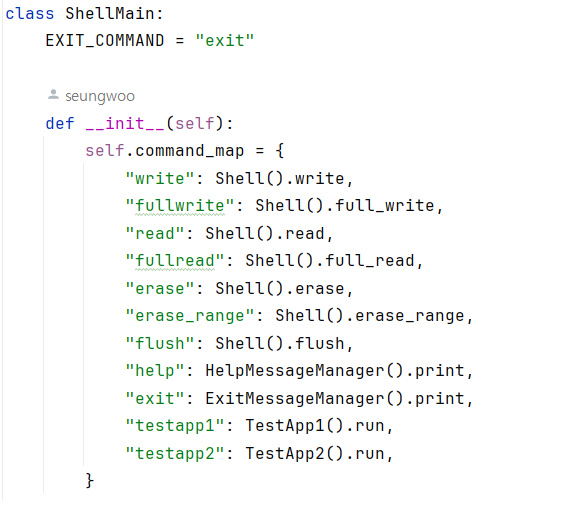 class ShellMain:
    EXIT_COMMAND = "exit"
    seungwoo
    def __init__(self):
        self.command_map = {
            "write": Shell().write,
            "fullwrite": Shell().full_write,
            "read": Shell().read,
            "fullread": Shell().full_read,
            "erase": Shell().erase,
            "erase_range": Shell().erase_range,
            "flush": Shell().flush,
            "help": HelpMessageManager().print,
            "exit": ExitMessageManager().print,
            "testapp1": TestApp1().run,
            "testapp2": TestApp2().run,
        }